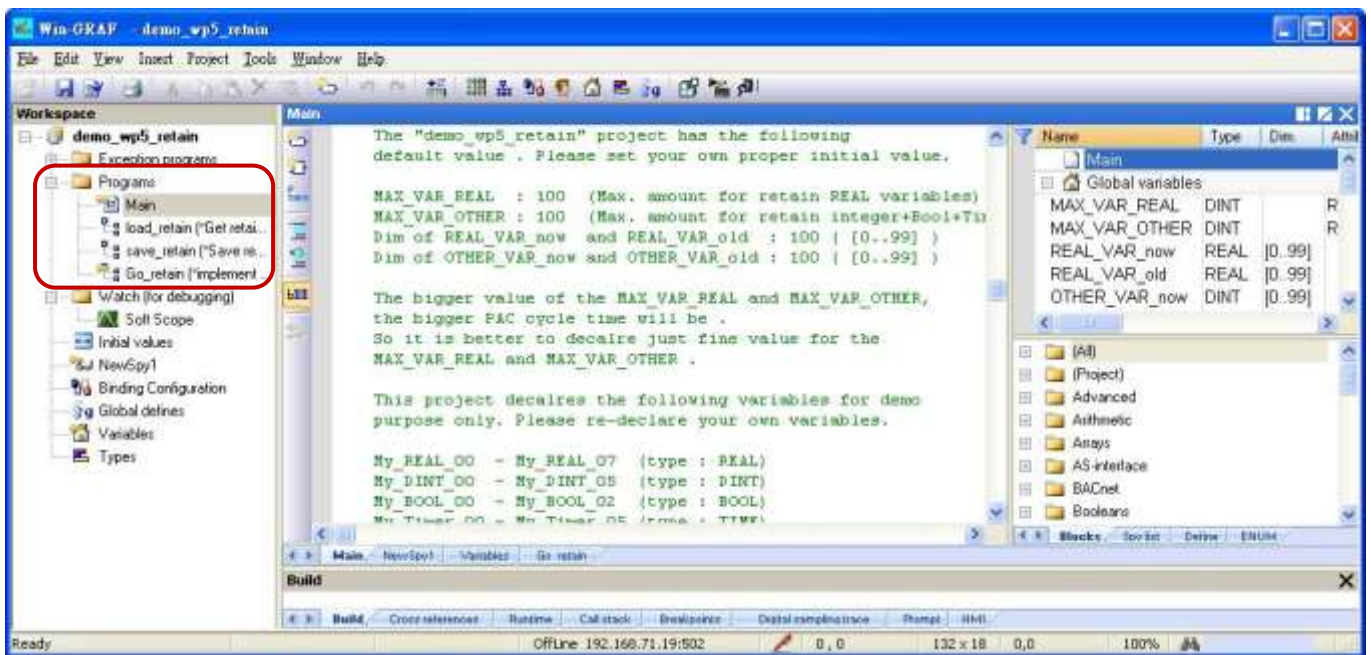 Win-GRAF - demo_wp5_retain
File Edit View Insert Project Tools Window Help
Workspace
demo_wp5_retain
Exception programs
Programs
Main
load_retain ("Get retai...
save_retain ("Save re...
Go_retain ("implement
Watch (for debugging)
Soft Scope
Initial values
NewSpy1
Binding Configuration
Global defines
Variables
Types
Main
The "demo_wp5_retain" project has the following
default value . Please set your own proper initial value.
MAX_VAR_REAL : 100 (Max. amount for retain REAL variables)
MAX_VAR_OTHER : 100 (Max. amount for retain integer+Bool+Tim
Dim of REAL_VAR_now and REAL_VAR_old : 100 ( [0..99] )
Dim of OTHER_VAR_now and OTHER_VAR_old : 100 ( [0..99] )
The bigger value of the MAX_VAR_REAL and MAX_VAR_OTHER,
the bigger PAC cycle time will be .
So it is better to decalre just fine value for the
MAX_VAR_REAL and MAX_VAR_OTHER .
This project decalres the following variables for demo
purpose only. Please re-declare your own variables.
My_REAL_00 - My_REAL_07 (type : REAL)
My_DINT_00 - My_DINT_05 (type : DINT)
My_BOOL_00 - My_BOOL_02 (type : BOOL)
My_Timer_00 - My_Timer_05 (type : TIME)
Main NewSpy1 Variables Go_retain
Name Type Dim. Attri
Main
Global variables
MAX_VAR_REAL DINT R
MAX_VAR_OTHER DINT R
REAL_VAR_now REAL [0..99]
REAL_VAR_old REAL [0..99]
OTHER_VAR_now DINT [0..99]
(All)
(Project)
Advanced
Arithmetic
Arrays
AS-interface
BACnet
Booleans
Blocks Spy list Define ENUM
Build
Build Cross references Runtime Call stack Breakpoints Digital sampling trace Prompt HMI
Ready OffLine 192.168.71.19:502 0 , 0 132 x 18 0,0 100%